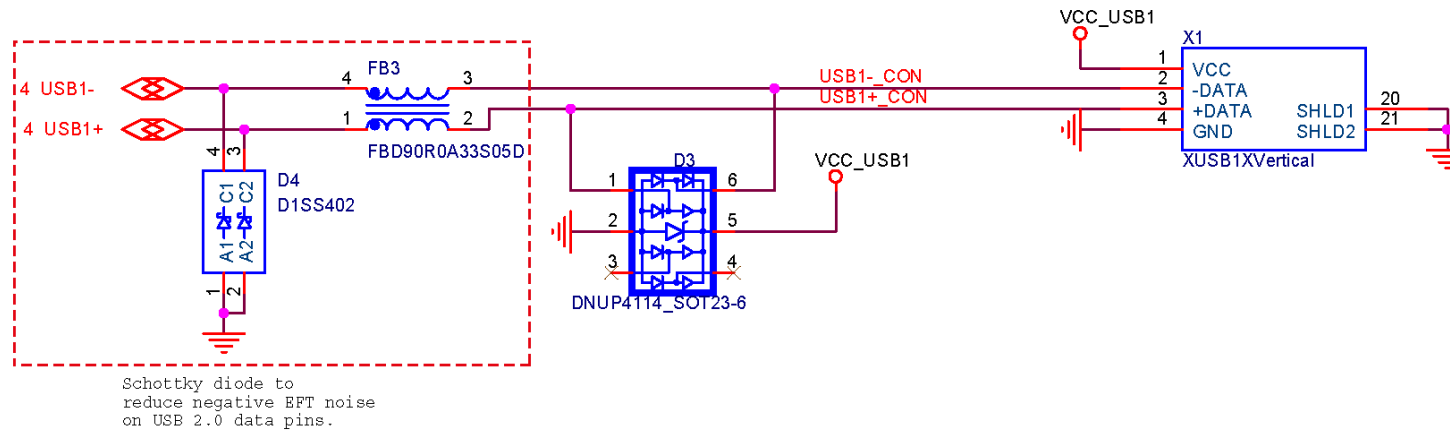 VCC_USB1
X1
FB3
4 USB1-
4
3
USB1-_CON
1
VCC
2
-DATA
USB1+_CON
3
+DATA
SHLD1
20
4 USB1+
1
2
4
GND
SHLD2
21
FBD90R0A33S05D
XUSB1XVertical
4
3
D3
VCC_USB1
D4
D1SS402
C1
C2
A1
A2
1
6
2
5
3
4
1
2
DNUP4114_SOT23-6
Schottky diode to
reduce negative EFT noise
on USB 2.0 data pins.